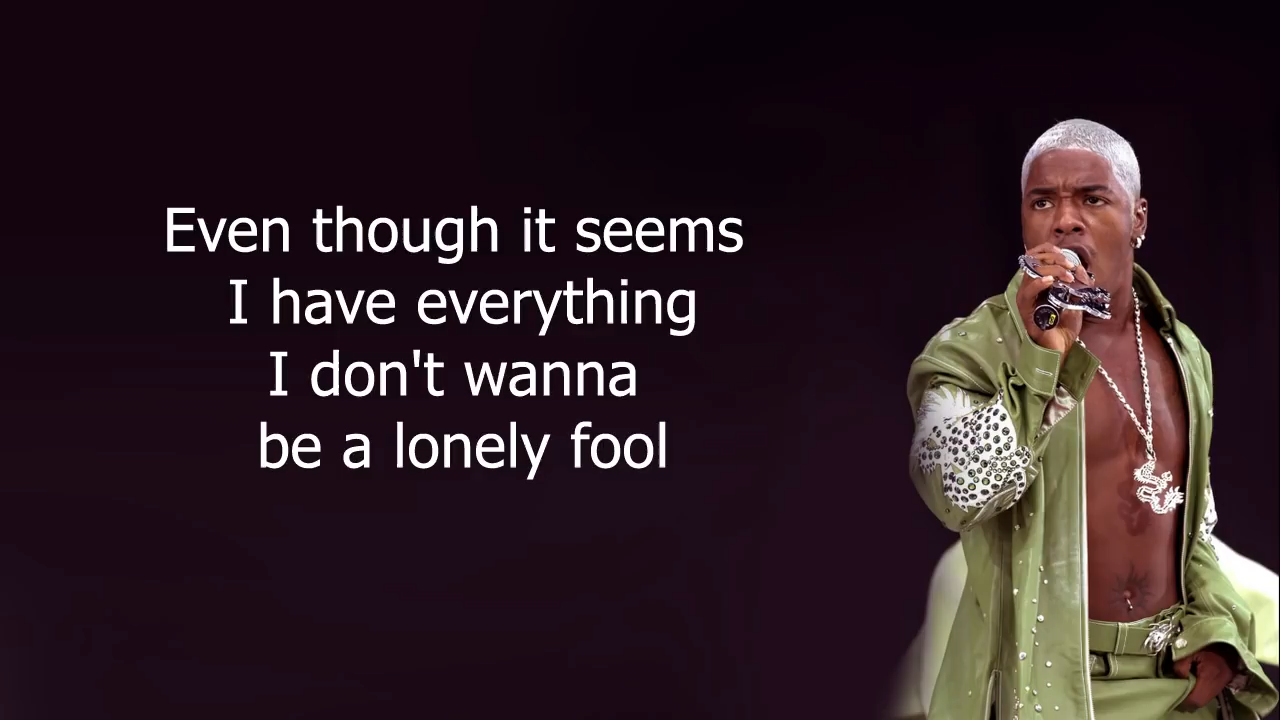 Even though it seems
I have everything
I don't wanna
be a lonely fool